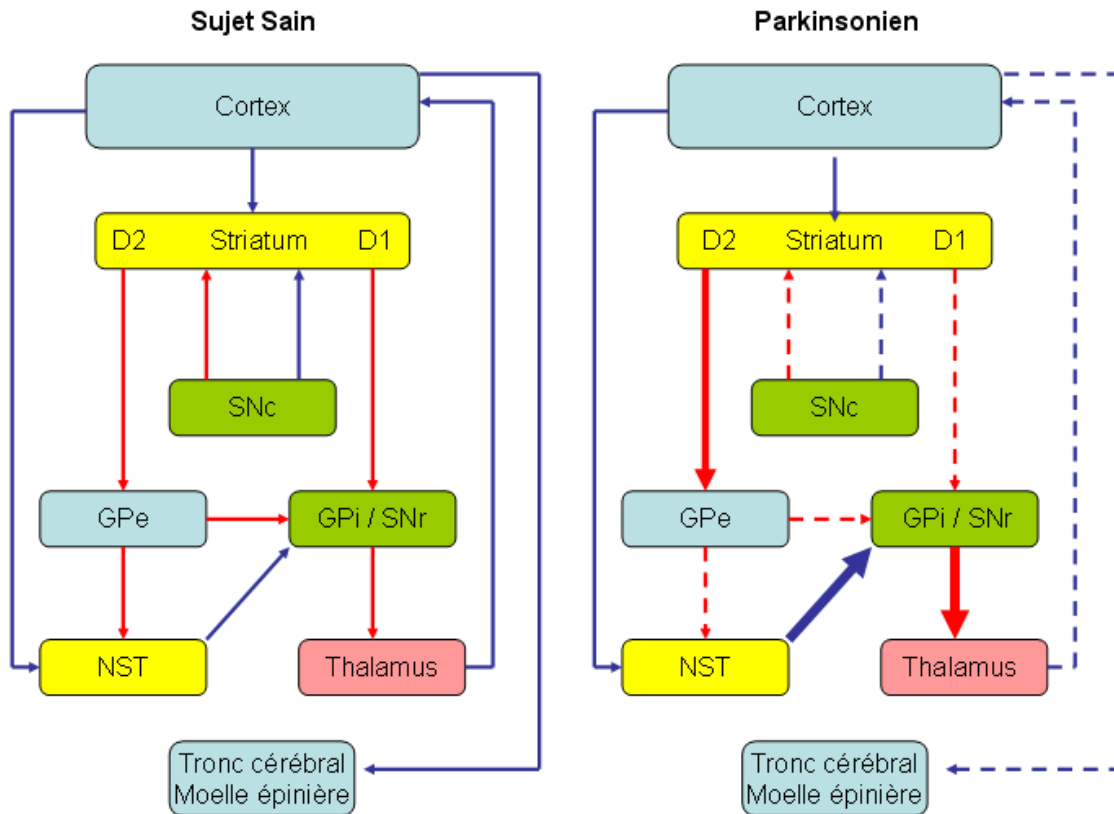 Sujet Sain
Cortex
D2 Striatum D1
SNc
GPe
GPi / SNr
NST
Thalamus
Tronc cérébral
Moelle épinière
Parkinsonien
Cortex
D2 Striatum D1
SNc
GPe
GPi / SNr
NST
Thalamus
Tronc cérébral
Moelle épinière